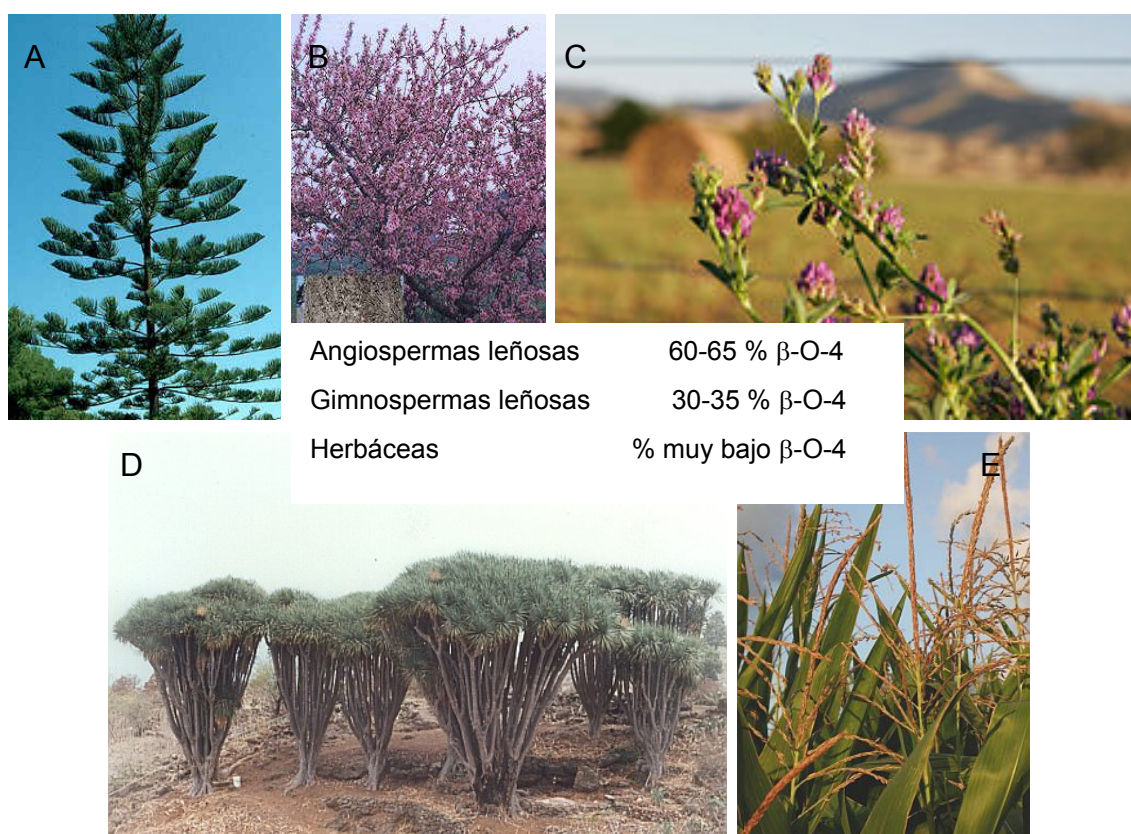 A
B
C
Angiospermas leñosas 60-65 % β-O-4
Gimnospermas leñosas 30-35 % β-O-4
Herbáceas % muy bajo β-O-4
D
E